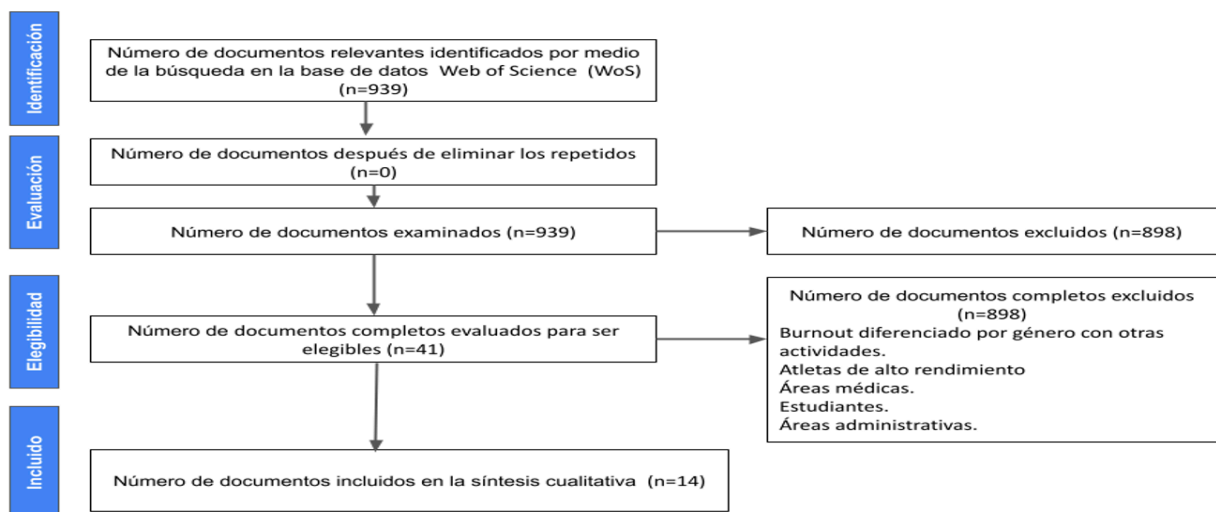 Identificación
Número de documentos relevantes identificados por medio
de la búsqueda en la base de datos Web of Science (WoS)
(n=939)
Evaluación
Número de documentos después de eliminar los repetidos
(n=0)
Número de documentos examinados (n=939)
Número de documentos excluidos (n=898)
Elegibilidad
Número de documentos completos evaluados para ser
elegibles (n=41)
Número de documentos completos excluidos
(n=898)
Burnout diferenciado por género con otras
actividades.
Atletas de alto rendimiento
Áreas médicas.
Estudiantes.
Áreas administrativas.
Incluido
Número de documentos incluidos en la síntesis cualitativa (n=14)